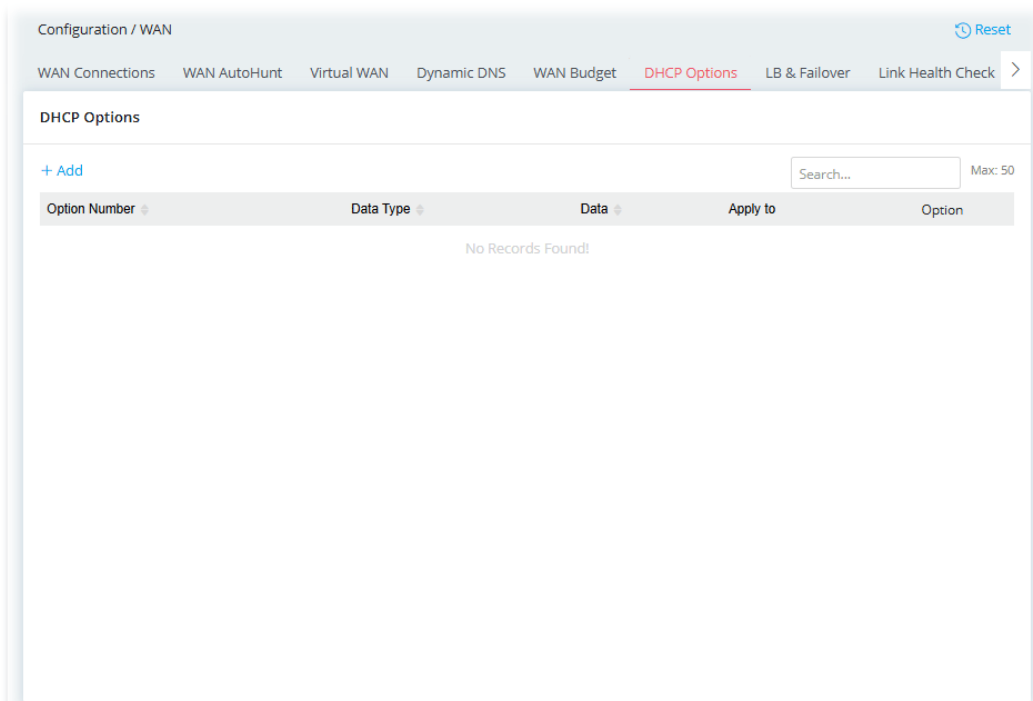 Configuration / WAN Reset
WAN Connections WAN AutoHunt Virtual WAN Dynamic DNS WAN Budget DHCP Options LB & Failover Link Health Check
DHCP Options
+ Add Search... Max: 50
Option Number Data Type Data Apply to Option
No Records Found!